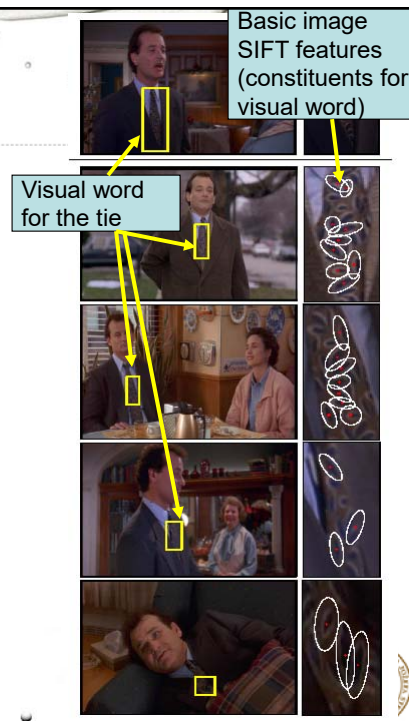 Basic image
SIFT features
(constituents for
visual word)
Visual word
for the tie